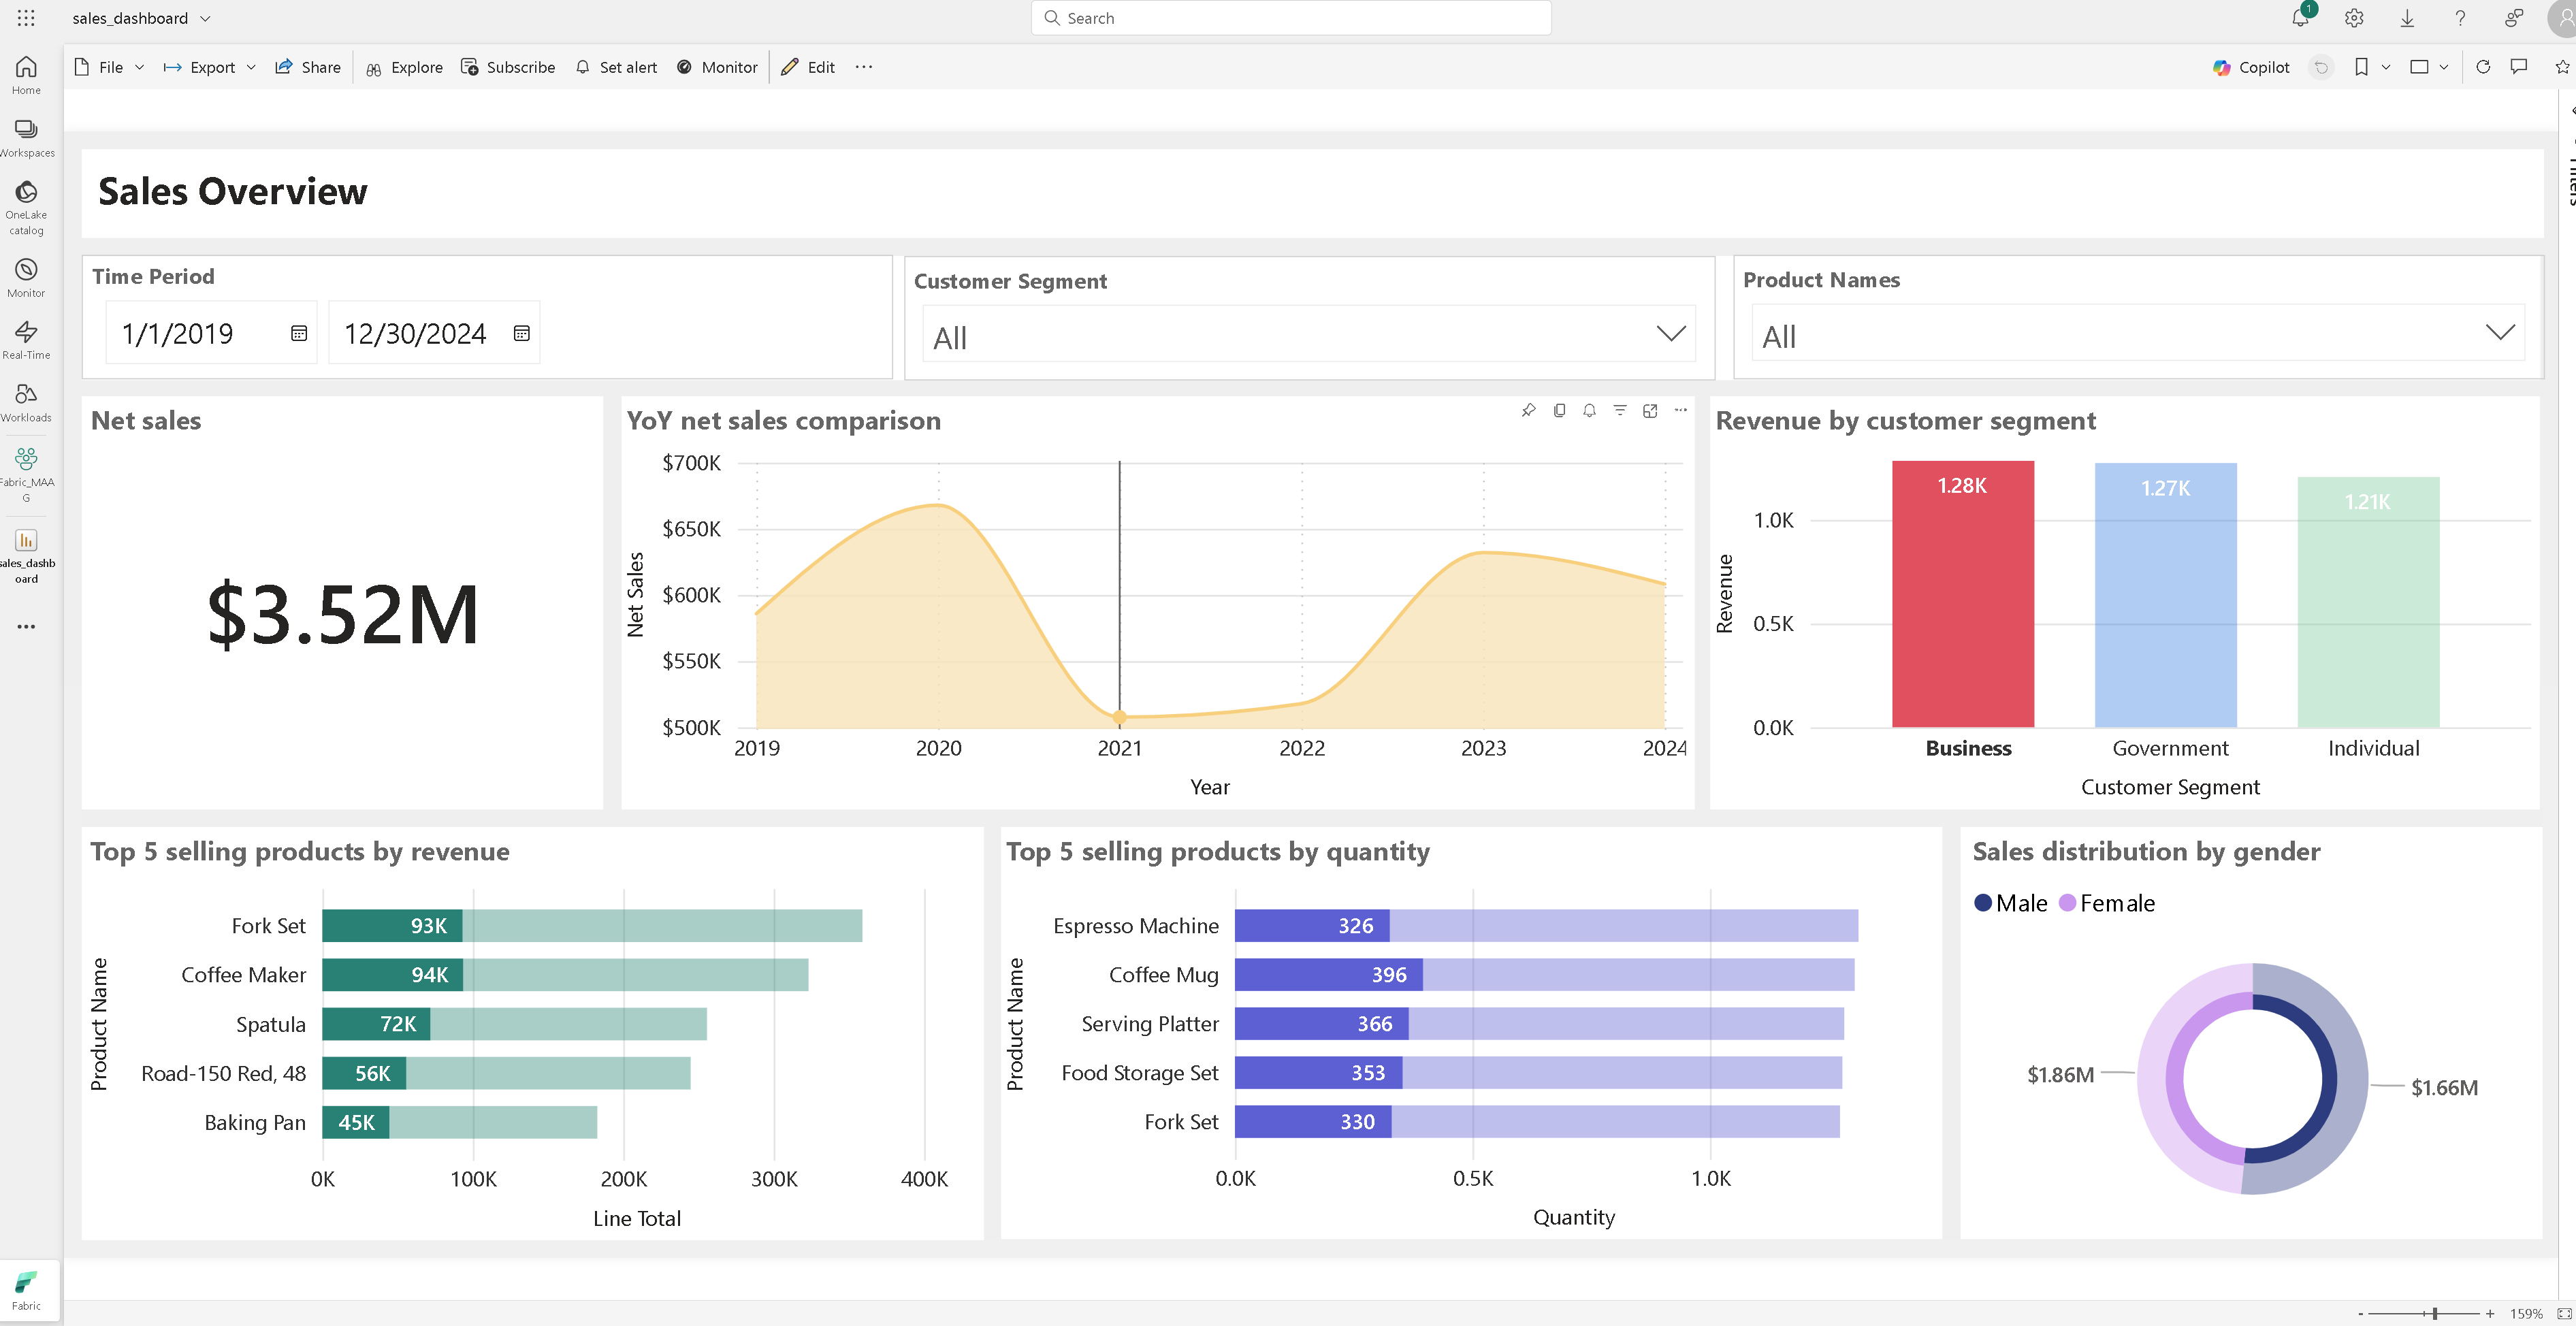 sales_dashboard
Search
1
File
Export
Share
Explore
Subscribe
Set alert
Monitor
Edit
Copilot
Home
Workspaces
OneLake
catalog
Monitor
Real-Time
Workloads
Fabric_MAA
G
sales_dashb
oard
Fabric
Filters
Sales Overview
Time Period
1/1/2019
12/30/2024
Customer Segment
All
Product Names
All
Net sales
$3.52M
YoY net sales comparison
$700K
$650K
$600K
$550K
$500K
Net Sales
2019 2020 2021 2022 2023 2024
Year
Revenue by customer segment
1.28K
1.27K
1.21K
1.0K
0.5K
0.0K
Revenue
Business Government Individual
Customer Segment
Top 5 selling products by revenue
Product Name
Fork Set 93K
Coffee Maker 94K
Spatula 72K
Road-150 Red, 48 56K
Baking Pan 45K
0K 100K 200K 300K 400K
Line Total
Top 5 selling products by quantity
Product Name
Espresso Machine 326
Coffee Mug 396
Serving Platter 366
Food Storage Set 353
Fork Set 330
0.0K 0.5K 1.0K
Quantity
Sales distribution by gender
Male Female
$1.86M
$1.66M
- + 159%